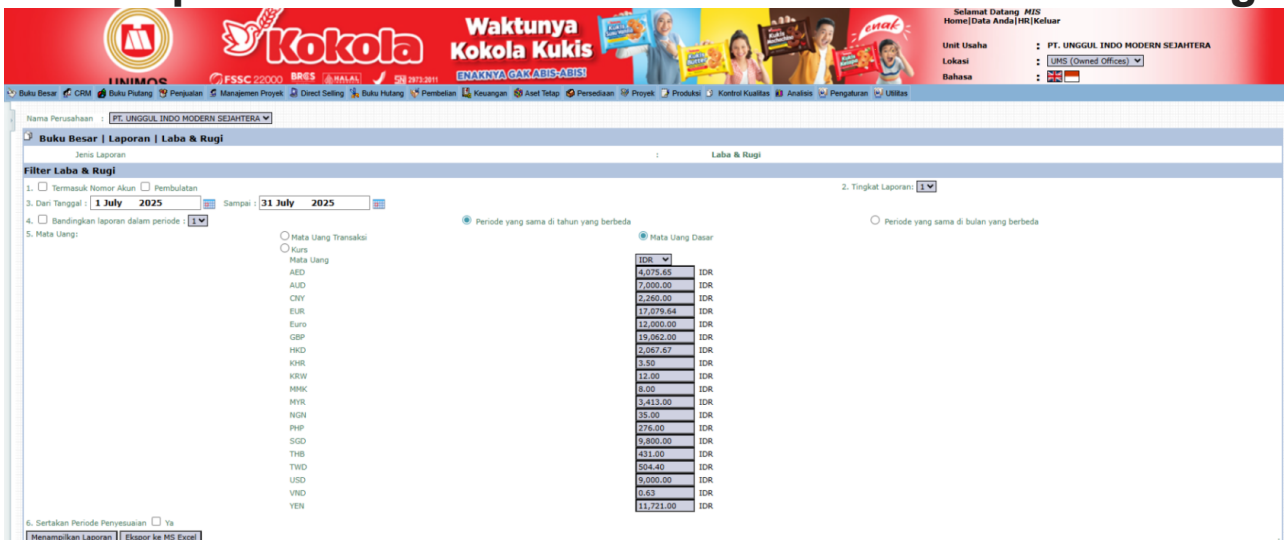 Selamat Datang MIS
Home|Data Anda|HR|Keluar
Kokola
Waktunya
Kokola Kukis
ENAKNYA GAK ABIS-ABIS!
enak
UNIMOS
FSSC 22000 BRGS HALAL SNI 2973:2011
Unit Usaha : PT. UNGGUL INDO MODERN SEJAHTERA
Lokasi : UMS (Owned Offices)
Bahasa :
Buku Besar CRM Buku Piutang Penjualan Manajemen Proyek Direct Selling Buku Hutang Pembelian Keuangan Aset Tetap Persediaan Proyek Produksi Kontrol Kualitas Analisis Pengaturan Utilitas
Nama Perusahaan : PT. UNGGUL INDO MODERN SEJAHTERA
Buku Besar | Laporan | Laba & Rugi
Jenis Laporan : Laba & Rugi
Filter Laba & Rugi
1. Termasuk Nomor Akun Pembulatan 2. Tingkat Laporan: 1
3. Dari Tanggal : 1 July 2025 Sampai : 31 July 2025
4. Bandingkan laporan dalam periode : 1 Periode yang sama di tahun yang berbeda Periode yang sama di bulan yang berbeda
5. Mata Uang: Mata Uang Transaksi Mata Uang Dasar
Kurs
Mata Uang IDR
AED 4,075.65 IDR
AUD 7,000.00 IDR
CNY 2,260.00 IDR
EUR 17,079.64 IDR
Euro 12,000.00 IDR
GBP 19,062.00 IDR
HKD 2,067.67 IDR
KHR 3.50 IDR
KRW 12.00 IDR
MMK 8.00 IDR
MYR 3,413.00 IDR
NGN 35.00 IDR
PHP 276.00 IDR
SGD 9,800.00 IDR
THB 431.00 IDR
TWD 504.40 IDR
USD 9,000.00 IDR
VND 0.63 IDR
YEN 11,721.00 IDR
6. Sertakan Periode Penyesuaian Ya
Menampilkan Laporan Ekspor ke MS Excel